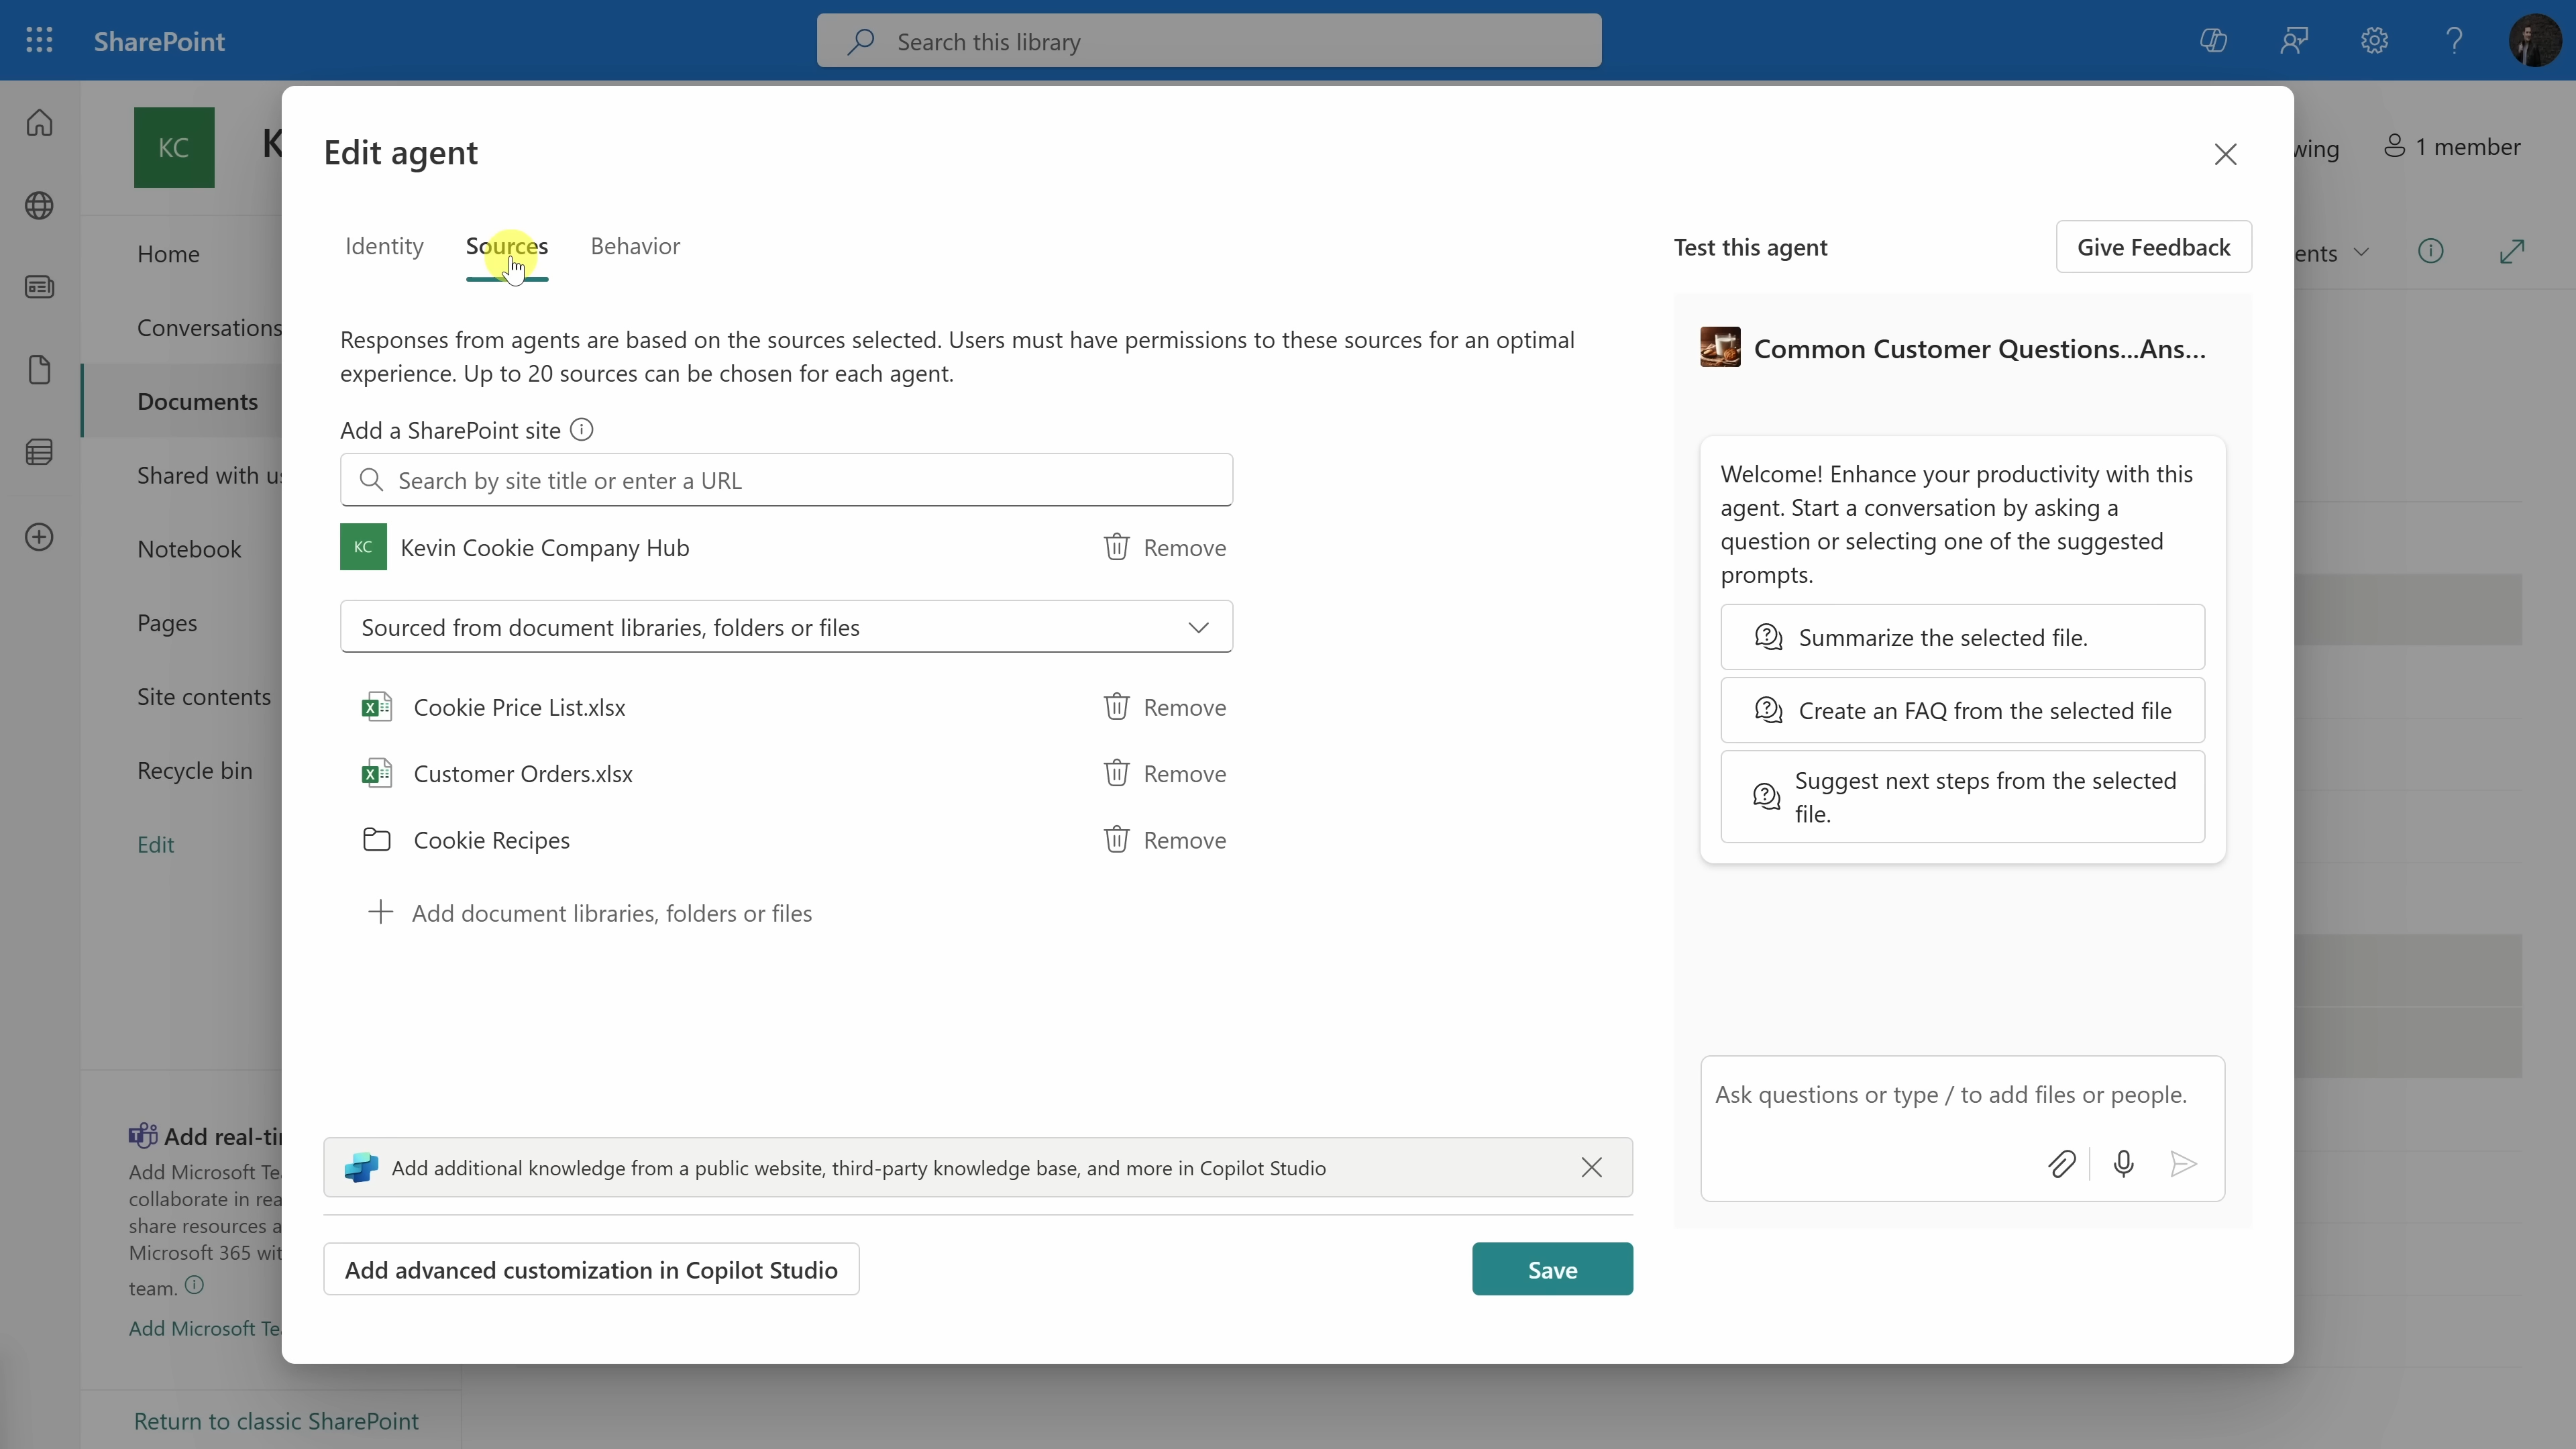 SharePoint
Search this library
KC
K
wing
1 member
Home
Conversations
Documents
Shared with us
Notebook
Pages
Site contents
Recycle bin
Edit
ents
Edit agent
Identity
Sources
Behavior
Responses from agents are based on the sources selected. Users must have permissions to these sources for an optimal
experience. Up to 20 sources can be chosen for each agent.
Add a SharePoint site
Search by site title or enter a URL
KC
Kevin Cookie Company Hub
Remove
Sourced from document libraries, folders or files
Cookie Price List.xlsx
Remove
Customer Orders.xlsx
Remove
Cookie Recipes
Remove
Add document libraries, folders or files
Add additional knowledge from a public website, third-party knowledge base, and more in Copilot Studio
Add advanced customization in Copilot Studio
Save
Test this agent
Give Feedback
Common Customer Questions...Ans...
Welcome! Enhance your productivity with this
agent. Start a conversation by asking a
question or selecting one of the suggested
prompts.
Summarize the selected file.
Create an FAQ from the selected file
Suggest next steps from the selected
file.
Ask questions or type / to add files or people.
Add real-ti
Add Microsoft Te
collaborate in rea
share resources a
Microsoft 365 wit
team.
Add Microsoft Te
Return to classic SharePoint